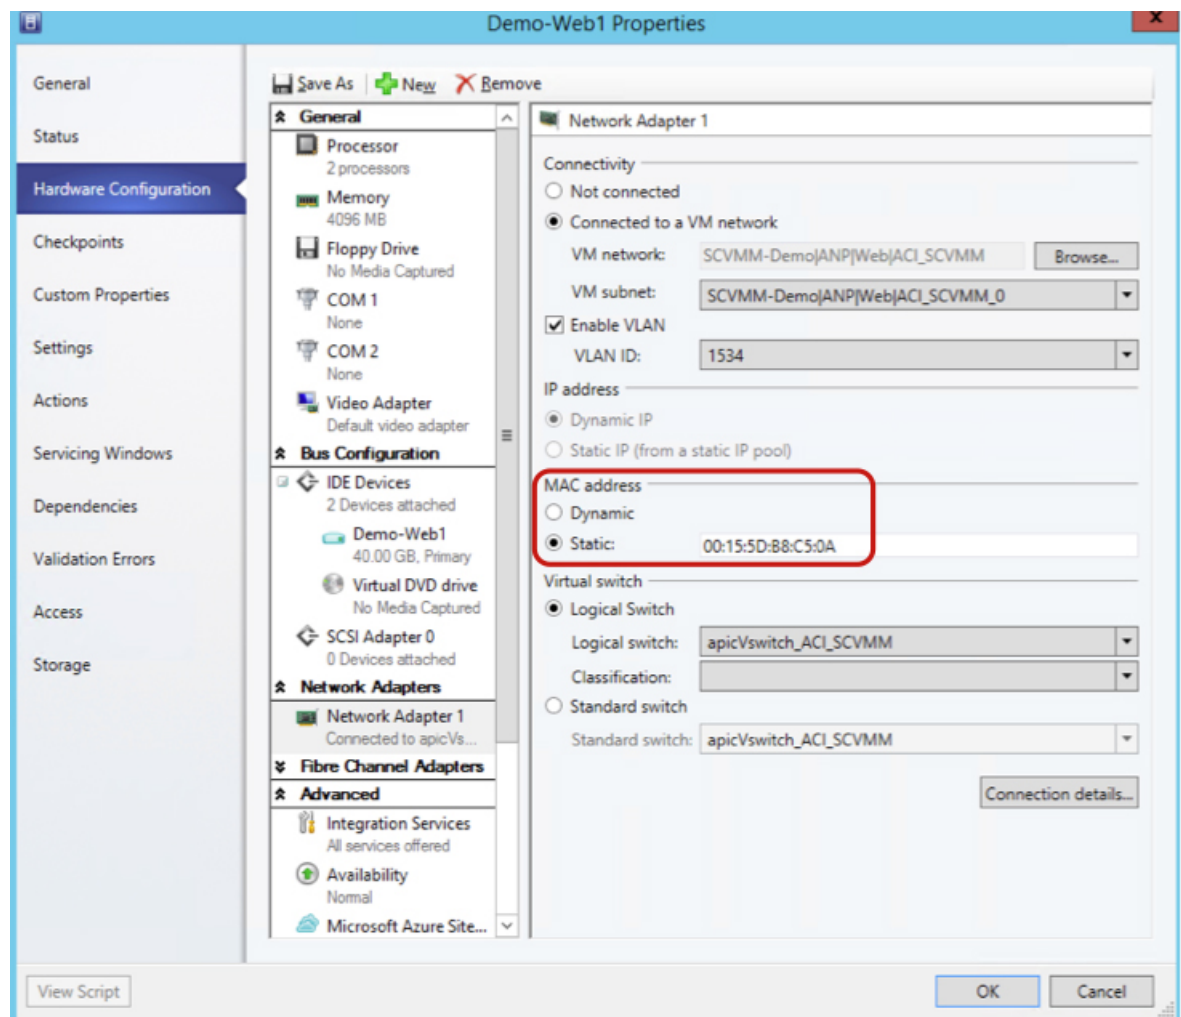 Demo-Web1 Properties
x
General
Status
Hardware Configuration
Checkpoints
Custom Properties
Settings
Actions
Servicing Windows
Dependencies
Validation Errors
Access
Storage
Save As New Remove
General
Processor
2 processors
Memory
4096 MB
Floppy Drive
No Media Captured
COM 1
None
COM 2
None
Video Adapter
Default video adapter
Bus Configuration
IDE Devices
2 Devices attached
Demo-Web1
40.00 GB, Primary
Virtual DVD drive
No Media Captured
SCSI Adapter 0
0 Devices attached
Network Adapters
Network Adapter 1
Connected to apicVs...
Fibre Channel Adapters
Advanced
Integration Services
All services offered
Availability
Normal
Microsoft Azure Site...
Network Adapter 1
Connectivity
Not connected
Connected to a VM network
VM network: SCVMM-Demo|ANP|Web|ACI_SCVMM Browse...
VM subnet: SCVMM-Demo|ANP|Web|ACI_SCVMM_0
Enable VLAN
VLAN ID: 1534
IP address
Dynamic IP
Static IP (from a static IP pool)
MAC address
Dynamic
Static: 00:15:5D:B8:C5:0A
Virtual switch
Logical Switch
Logical switch: apicVswitch_ACI_SCVMM
Classification:
Standard switch
Standard switch: apicVswitch_ACI_SCVMM
Connection details...
View Script OK Cancel